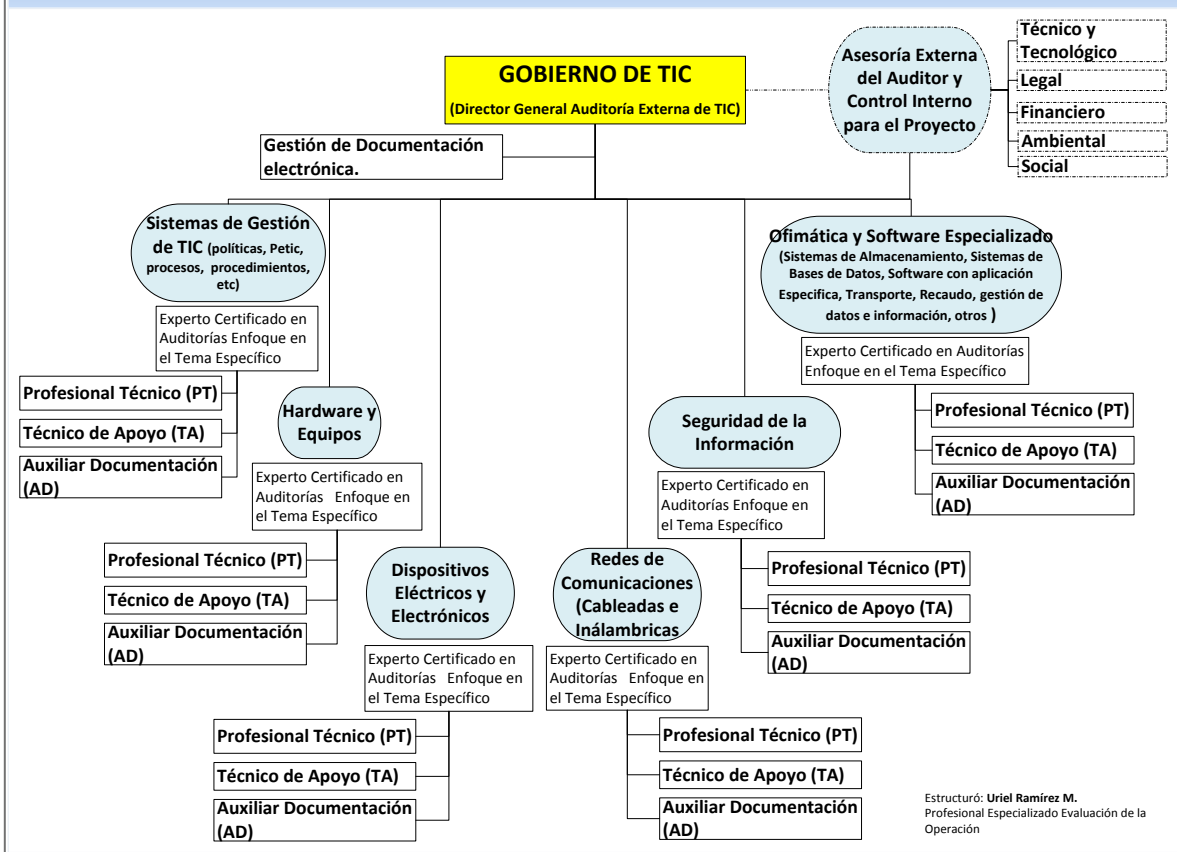 GOBIERNO DE TIC
(Director General Auditoría Externa de TIC)
Asesoría Externa
del Auditor y
Control Interno
para el Proyecto
Técnico y
Tecnológico
Legal
Financiero
Ambiental
Social
Gestión de Documentación
electrónica.
Sistemas de Gestión
de TIC (políticas, Petic,
procesos, procedimientos,
etc)
Experto Certificado en
Auditorías Enfoque en
el Tema Específico
Profesional Técnico (PT)
Técnico de Apoyo (TA)
Auxiliar Documentación
(AD)
Hardware y
Equipos
Experto Certificado en
Auditorías Enfoque en
el Tema Específico
Profesional Técnico (PT)
Técnico de Apoyo (TA)
Auxiliar Documentación
(AD)
Dispositivos
Eléctricos y
Electrónicos
Experto Certificado en
Auditorías Enfoque en
el Tema Específico
Profesional Técnico (PT)
Técnico de Apoyo (TA)
Auxiliar Documentación
(AD)
Redes de
Comunicaciones
(Cableadas e
Inálambricas
Experto Certificado en
Auditorías Enfoque en
el Tema Específico
Profesional Técnico (PT)
Técnico de Apoyo (TA)
Auxiliar Documentación
(AD)
Seguridad de la
Información
Experto Certificado en
Auditorías Enfoque en
el Tema Específico
Profesional Técnico (PT)
Técnico de Apoyo (TA)
Auxiliar Documentación
(AD)
Ofimática y Software Especializado
(Sistemas de Almacenamiento, Sistemas de
Bases de Datos, Software con aplicación
Especifica, Transporte, Recaudo, gestión de
datos e información, otros )
Experto Certificado en Auditorías
Enfoque en el Tema Específico
Profesional Técnico (PT)
Técnico de Apoyo (TA)
Auxiliar Documentación
(AD)
Estructuró: Uriel Ramírez M.
Profesional Especializado Evaluación de la
Operación